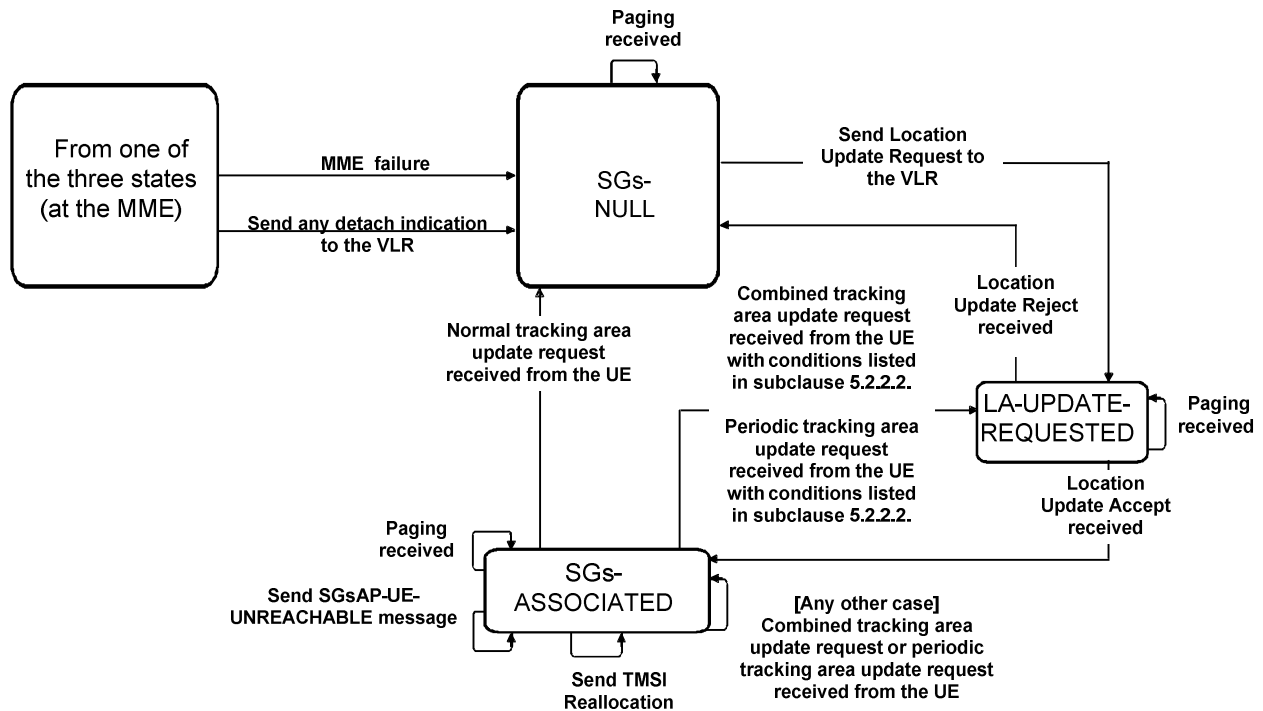 Paging
received
From one of
the three states
(at the MME)
MME failure
Send any detach indication
to the VLR
SGs-
NULL
Send Location
Update Request to
the VLR
Location
Update Reject
received
Combined tracking
area update request
received from the UE
with conditions listed
in subclause 5.2.2.2.
Normal tracking area
update request
received from the UE
LA-UPDATE-
REQUESTED
Paging
received
Periodic tracking area
update request
received from the UE
with conditions listed
in subclause 5.2.2.2.
Location
Update Accept
received
Paging
received
SGs-
ASSOCIATED
Send SGsAP-UE-
UNREACHABLE message
[Any other case]
Combined tracking area
update request or periodic
tracking area update request
received from the UE
Send TMSI
Reallocation